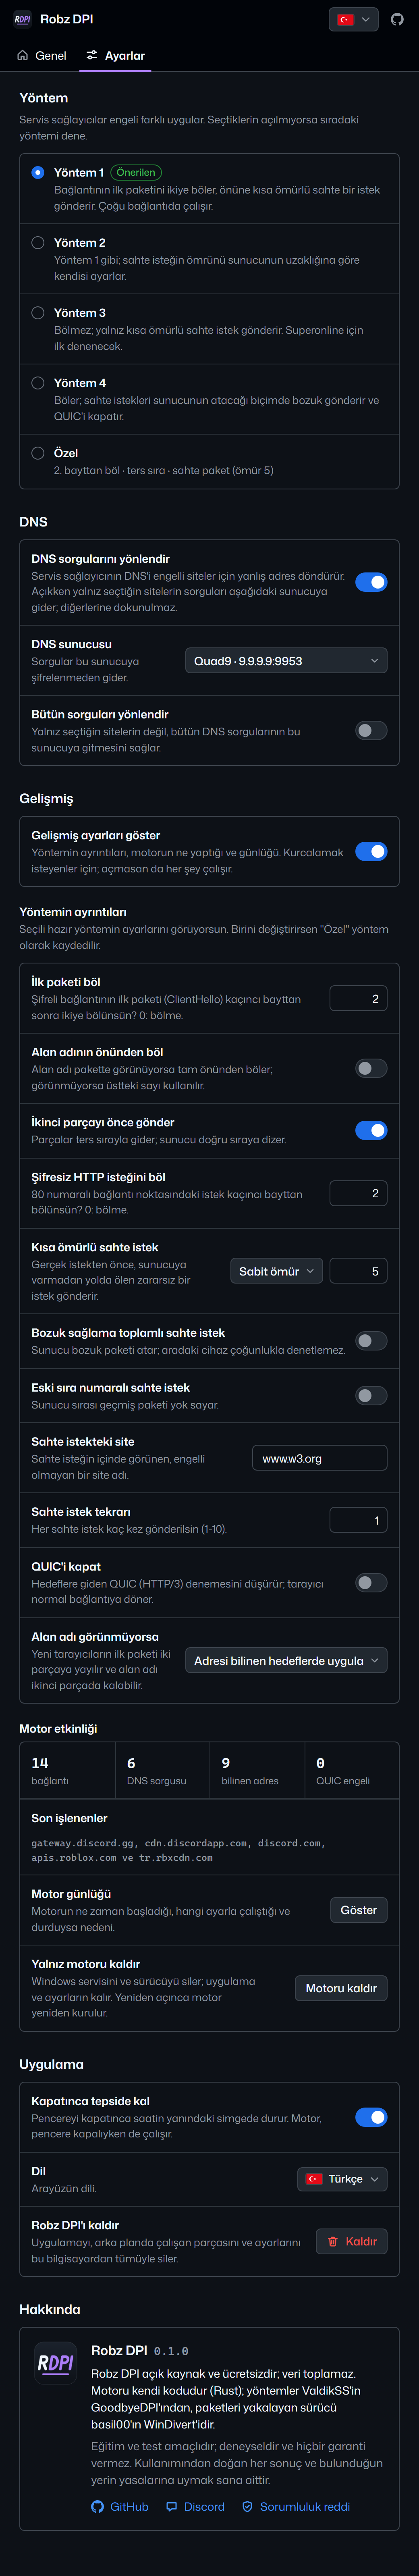 RDPI Robz DPI
Genel Ayarlar
Yöntem
Servis sağlayıcılar engeli farklı uygular. Seçtiklerin açılmıyorsa sıradaki
yöntemi dene.
Yöntem 1 Önerilen
Bağlantının ilk paketini ikiye böler, önüne kısa ömürlü sahte bir istek
gönderir. Çoğu bağlantıda çalışır.
Yöntem 2
Yöntem 1 gibi; sahte isteğin ömrünü sunucunun uzaklığına göre
kendisi ayarlar.
Yöntem 3
Bölmez; yalnız kısa ömürlü sahte istek gönderir. Superonline için
ilk denenecek.
Yöntem 4
Böler; sahte istekleri sunucunun atacağı biçimde bozuk gönderir ve
QUIC'i kapatır.
Özel
2. bayttan böl · ters sıra · sahte paket (ömür 5)
DNS
DNS sorgularını yönlendir
Servis sağlayıcının DNS'i engelli siteler için yanlış adres döndürür.
Açıkken yalnız seçtiğin sitelerin sorguları aşağıdaki sunucuya
gider; diğerlerine dokunulmaz.
DNS sunucusu
Sorgular bu sunucuya
şifrelenmeden gider.
Quad9 · 9.9.9.9:9953
Bütün sorguları yönlendir
Yalnız seçtiğin sitelerin değil, bütün DNS sorgularının bu
sunucuya gitmesini sağlar.
Gelişmiş
Gelişmiş ayarları göster
Yöntemin ayrıntıları, motorun ne yaptığı ve günlüğü. Kurcalamak
isteyenler için; açmasan da her şey çalışır.
Yöntemin ayrıntıları
Seçili hazır yöntemin ayarlarını görüyorsun. Birini değiştirirsen "Özel" yöntem
olarak kaydedilir.
İlk paketi böl
Şifreli bağlantının ilk paketi (ClientHello) kaçıncı bayttan
sonra ikiye bölünsün? 0: bölme.
2
Alan adının önünden böl
Alan adı pakette görünüyorsa tam önünden böler;
görünmüyorsa üstteki sayı kullanılır.
İkinci parçayı önce gönder
Parçalar ters sırayla gider; sunucu doğru sıraya dizer.
Şifresiz HTTP isteğini böl
80 numaralı bağlantı noktasındaki istek kaçıncı bayttan
bölünsün? 0: bölme.
2
Kısa ömürlü sahte istek
Gerçek istekten önce, sunucuya
varmadan yolda ölen zararsız bir
istek gönderir.
Sabit ömür 5
Bozuk sağlama toplamlı sahte istek
Sunucu bozuk paketi atar; aradaki cihaz çoğunlukla denetlemez.
Eski sıra numaralı sahte istek
Sunucu sırası geçmiş paketi yok sayar.
Sahte istekteki site
Sahte isteğin içinde görünen, engelli
olmayan bir site adı.
www.w3.org
Sahte istek tekrarı
Her sahte istek kaç kez gönderilsin (1-10).
1
QUIC'i kapat
Hedeflere giden QUIC (HTTP/3) denemesini düşürür; tarayıcı
normal bağlantıya döner.
Alan adı görünmüyorsa
Yeni tarayıcıların ilk paketi iki
parçaya yayılır ve alan adı
ikinci parçada kalabilir.
Adresi bilinen hedeflerde uygula
Motor etkinliği
14 6 9 0
bağlantı DNS sorgusu bilinen adres QUIC engeli
Son işlenenler
gateway.discord.gg, cdn.discordapp.com, discord.com,
apis.roblox.com ve tr.rbxcdn.com
Motor günlüğü
Motorun ne zaman başladığı, hangi ayarla çalıştığı ve
durduysa nedeni.
Göster
Yalnız motoru kaldır
Windows servisini ve sürücüyü siler; uygulama
ve ayarların kalır. Yeniden açınca motor
yeniden kurulur.
Motoru kaldır
Uygulama
Kapatınca tepside kal
Pencereyi kapatınca saatin yanındaki simgede durur. Motor,
pencere kapalıyken de çalışır.
Dil
Arayüzün dili.
Türkçe
Robz DPI'ı kaldır
Uygulamayı, arka planda çalışan parçasını ve ayarlarını
bu bilgisayardan tümüyle siler.
Kaldır
Hakkında
RDPI
Robz DPI 0.1.0
Robz DPI açık kaynak ve ücretsizdir; veri toplamaz.
Motoru kendi kodudur (Rust); yöntemler ValdikSS'in
GoodbyeDPI'ından, paketleri yakalayan sürücü
basil00'ın WinDivert'idir.
Eğitim ve test amaçlıdır; deneyseldir ve hiçbir garanti
vermez. Kullanımından doğan her sonuç ve bulunduğun
yerin yasalarına uymak sana aittir.
GitHub Discord Sorumluluk reddi